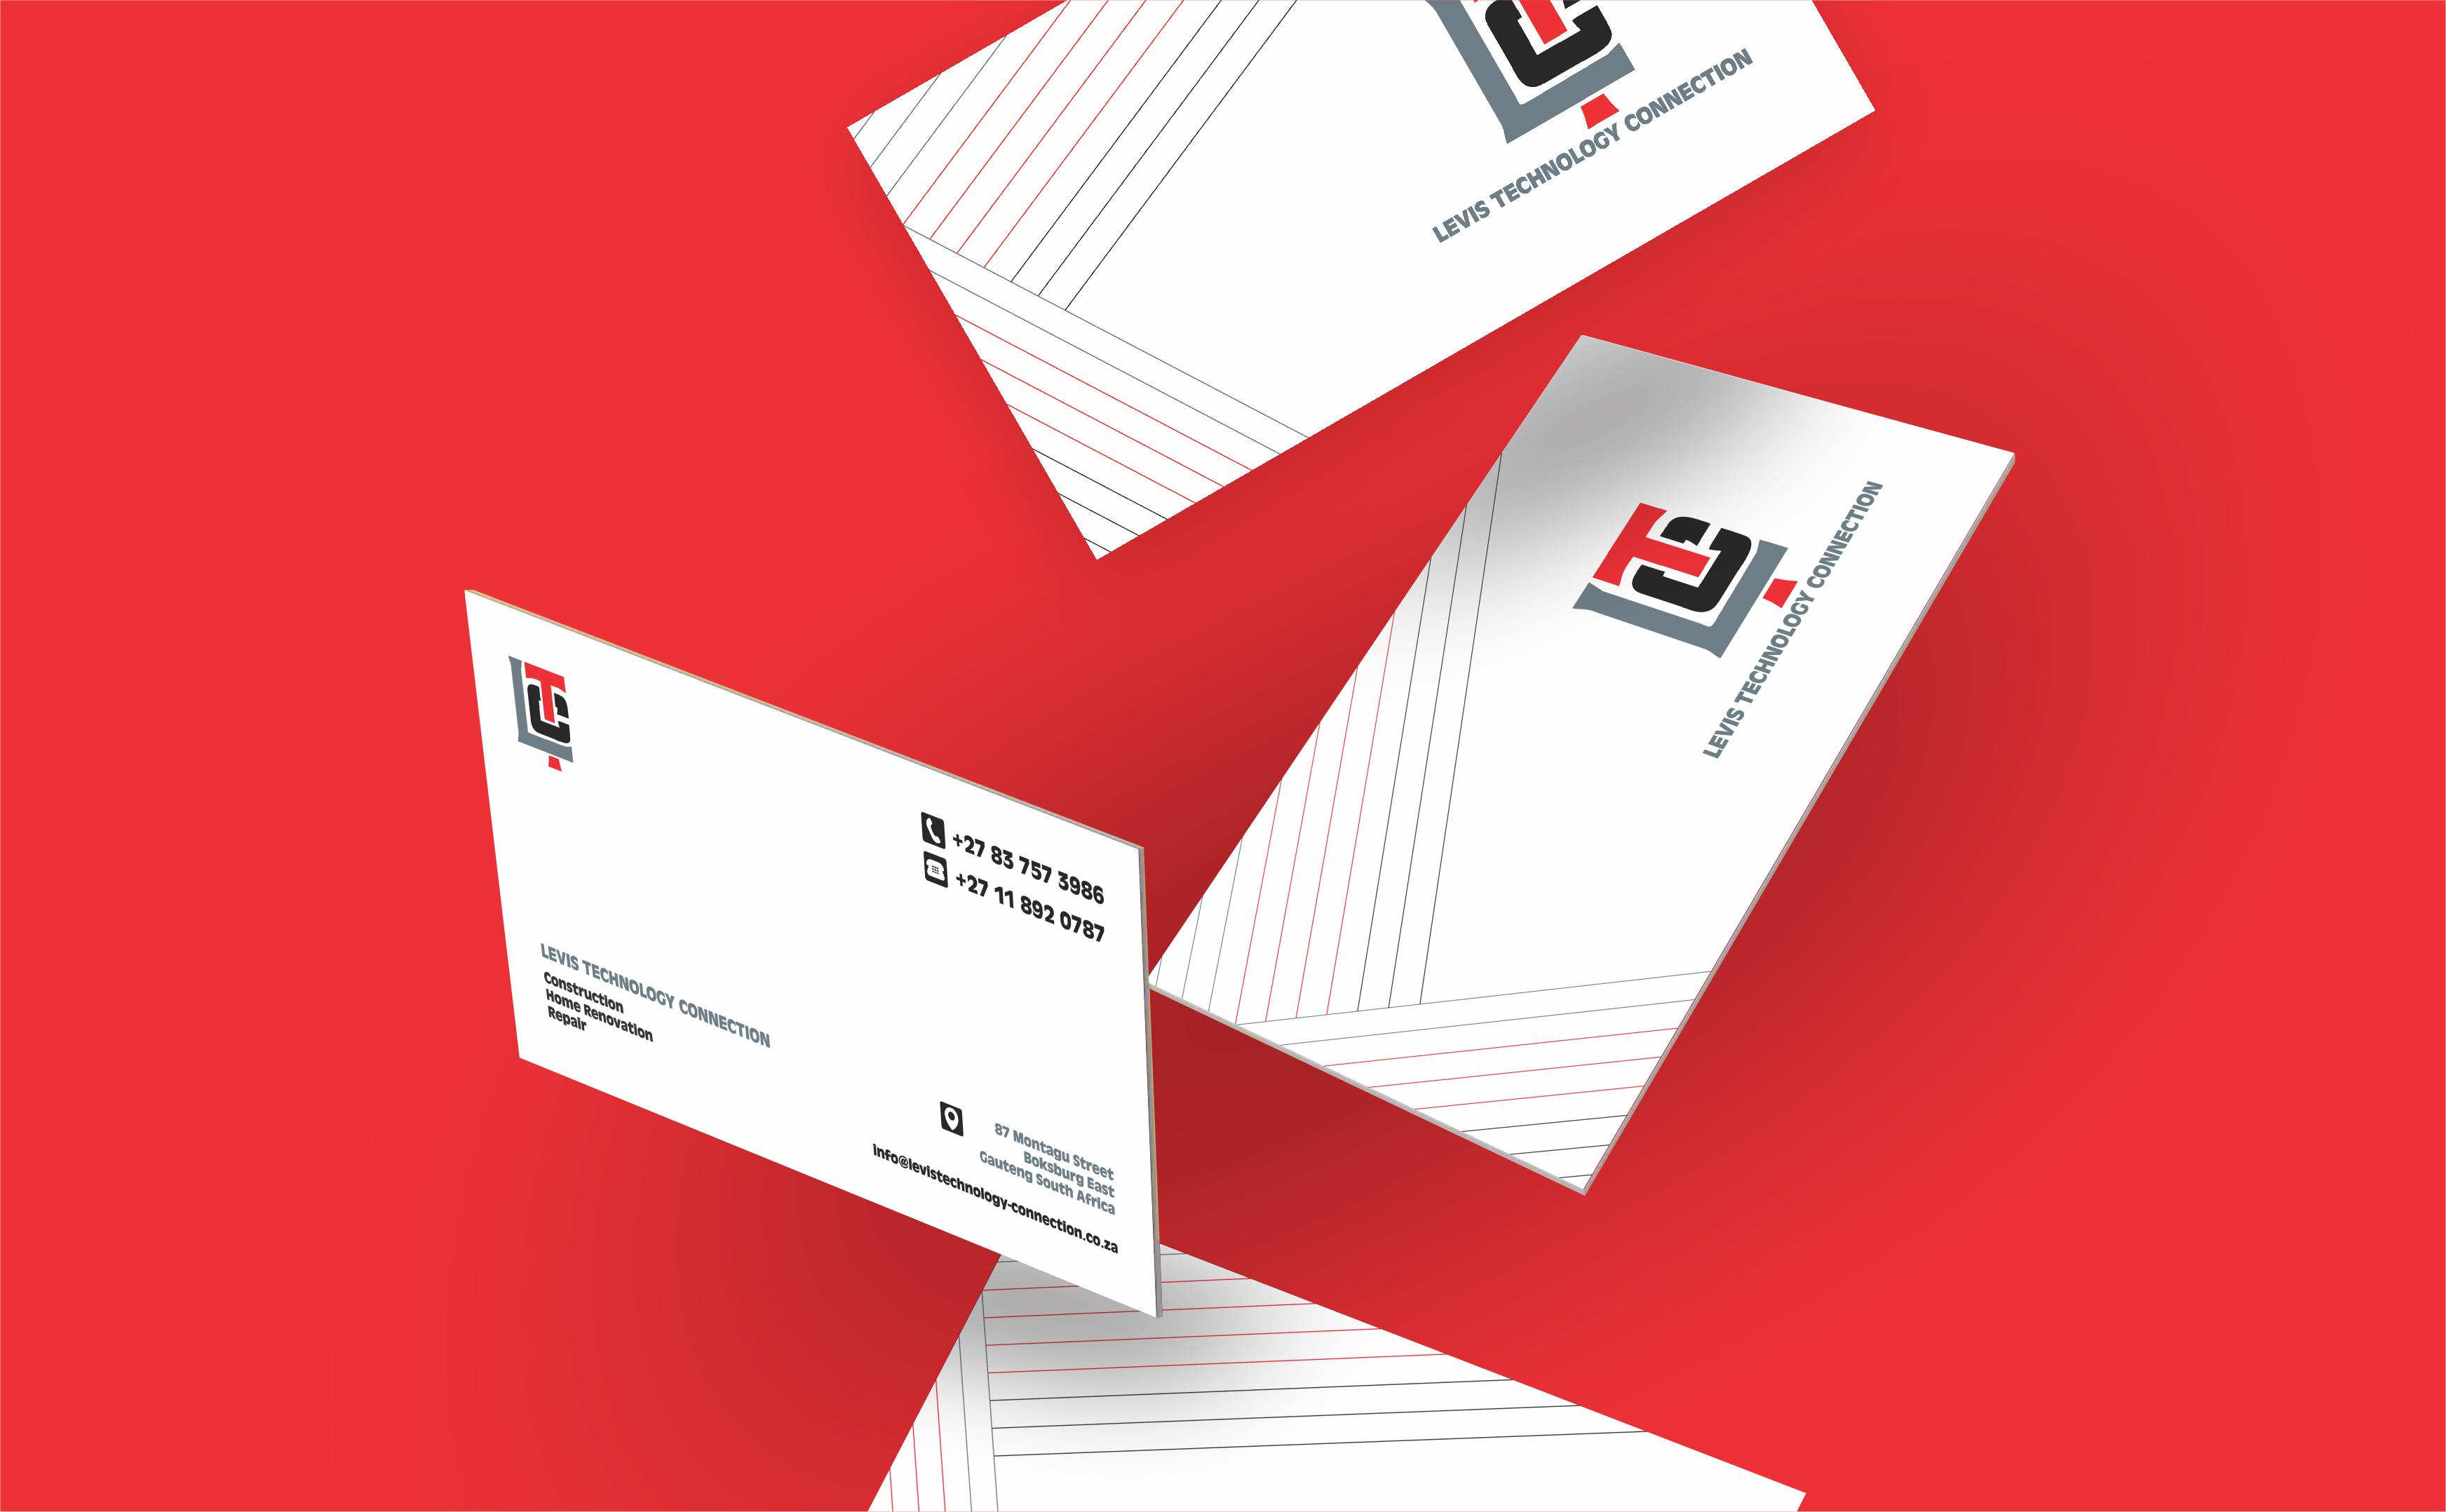 LEVIS TECHNOLOGY CONNECTION
LEVIS TECHNOLOGY CONNECTION
+27 83 757 3986
+27 11 892 0787
LEVIS TECHNOLOGY CONNECTION
Construction
Home Renovation
Repair
87 Montagu Street
Boksburg East
Gauteng South Africa
info@levistechnology-connection.co.za